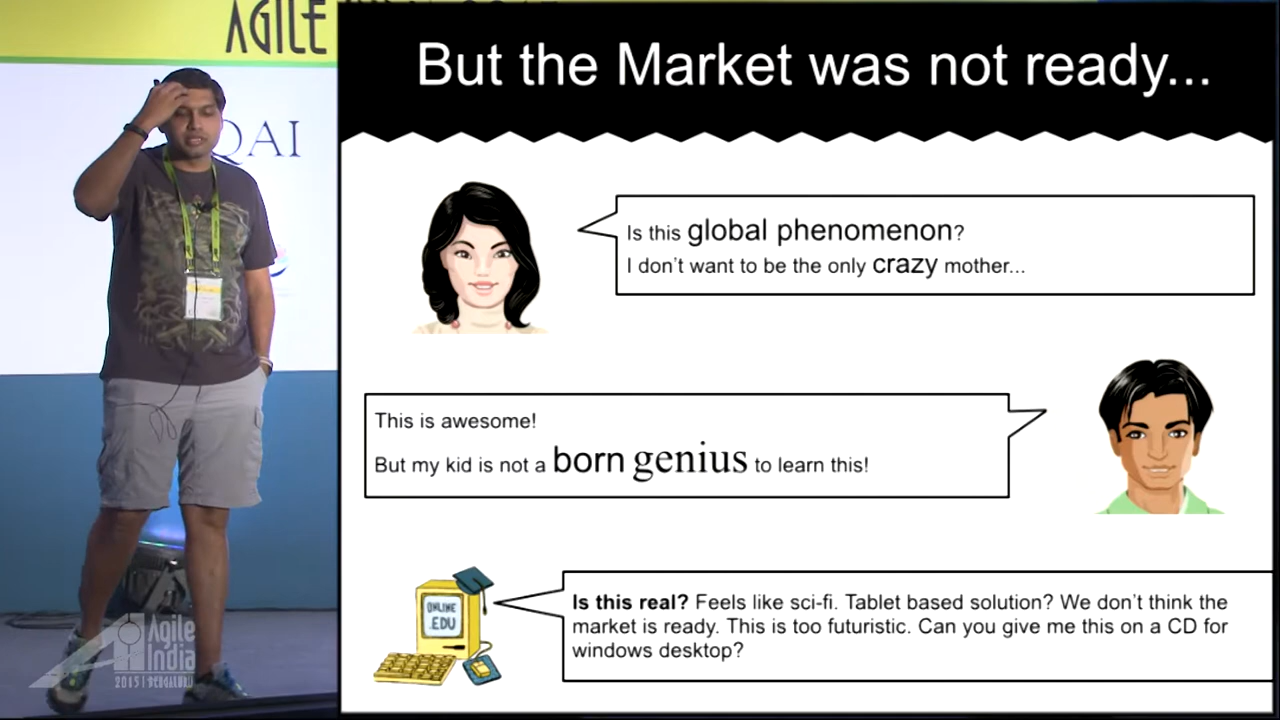 AGILE
QAI
But the Market was not ready...
Is this global phenomenon?
I don't want to be the only crazy mother...
This is awesome!
But my kid is not a born genius to learn this!
ONLINE
EDU
Is this real? Feels like sci-fi. Tablet based solution? We don't think the
market is ready. This is too futuristic. Can you give me this on a CD for
windows desktop?
Agile
India
2015 | BENGALURU